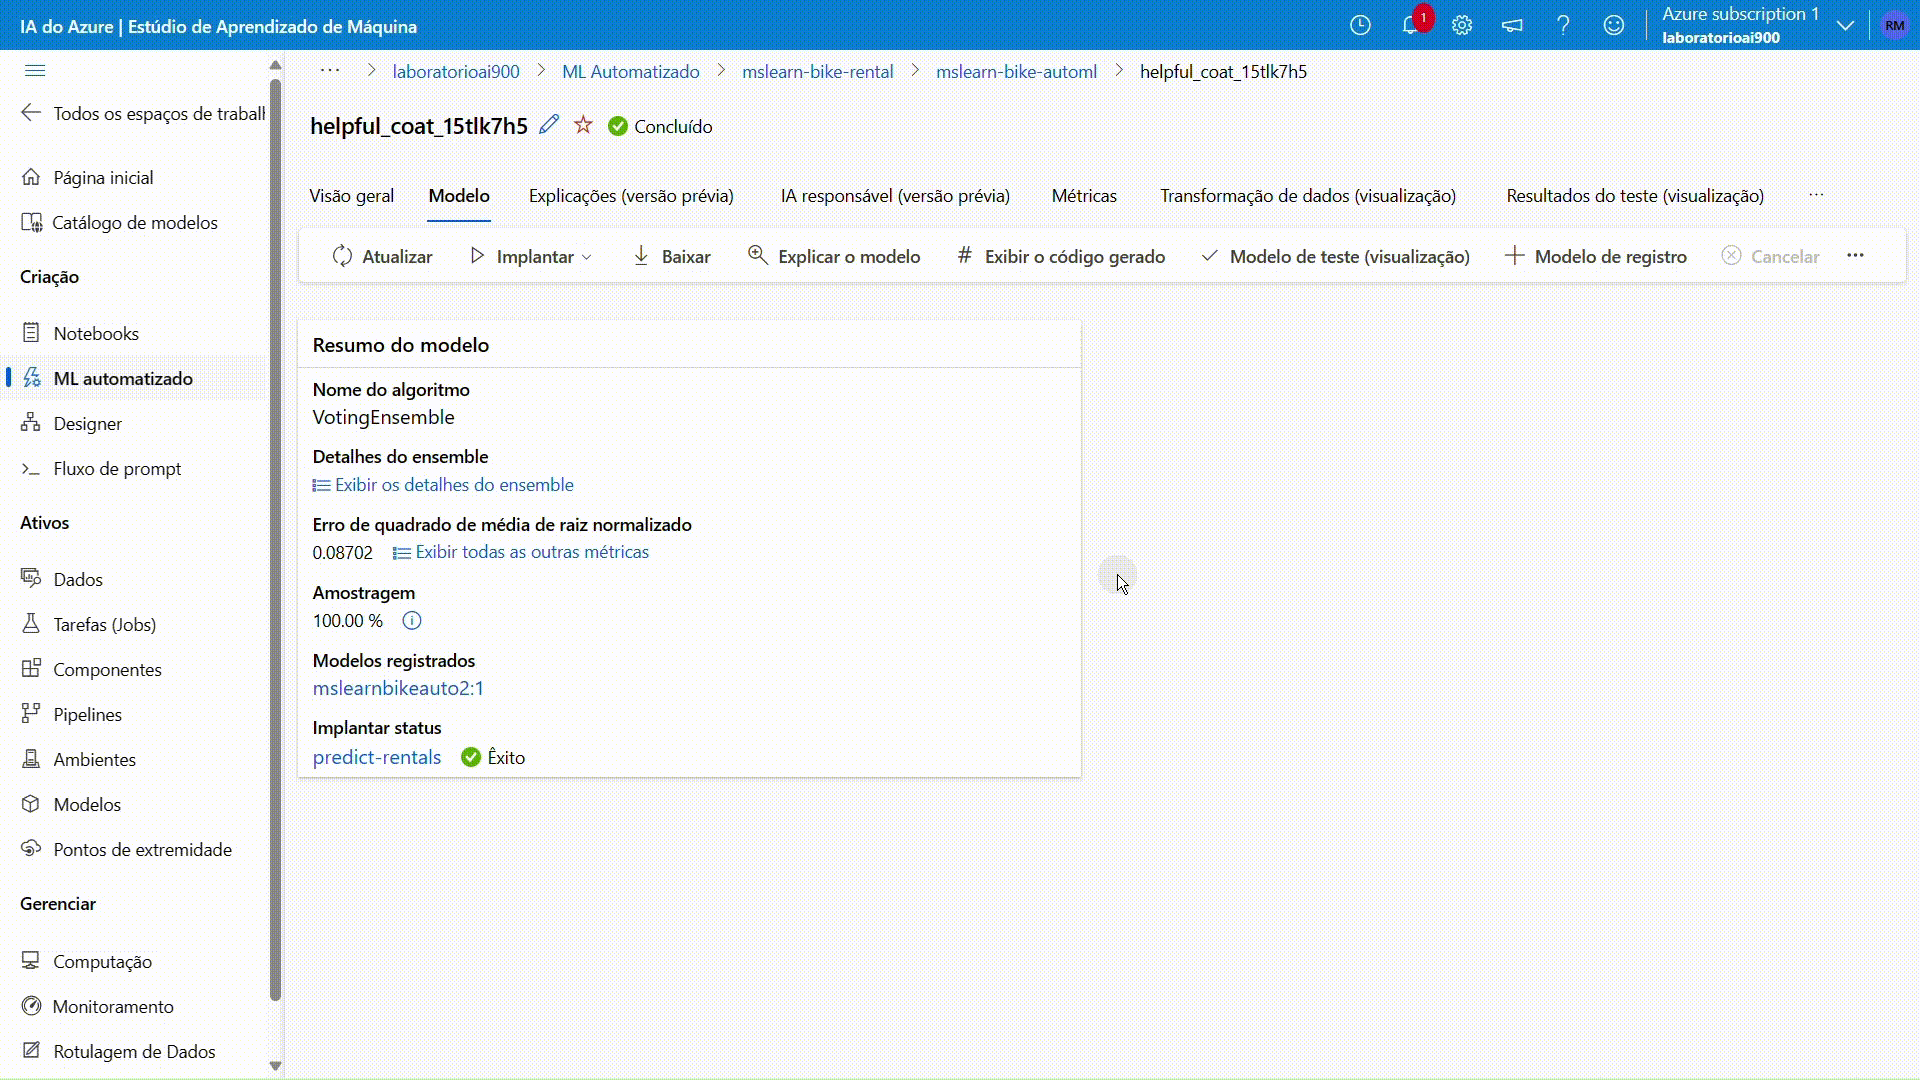 IA do Azure | Estúdio de Aprendizado de Máquina
1
Azure subscription 1
laboratorioai900
RM
Todos os espaços de traball
Página inicial
Catálogo de modelos
Criação
Notebooks
ML automatizado
Designer
Fluxo de prompt
Ativos
Dados
Tarefas (Jobs)
Componentes
Pipelines
Ambientes
Modelos
Pontos de extremidade
Gerenciar
Computação
Monitoramento
Rotulagem de Dados
... > laboratorioai900 > ML Automatizado > mslearn-bike-rental > mslearn-bike-automl > helpful_coat_15tlk7h5
helpful_coat_15tlk7h5 Concluído
Visão geral Modelo Explicações (versão prévia) IA responsável (versão prévia) Métricas Transformação de dados (visualização) Resultados do teste (visualização) ...
Atualizar Implantar Baixar Explicar o modelo # Exibir o código gerado Modelo de teste (visualização) Modelo de registro Cancelar ...
Resumo do modelo
Nome do algoritmo
VotingEnsemble
Detalhes do ensemble
Exibir os detalhes do ensemble
Erro de quadrado de média de raiz normalizado
0.08702 Exibir todas as outras métricas
Amostragem
100.00 %
Modelos registrados
mslearnbikeauto2:1
Implantar status
predict-rentals Êxito